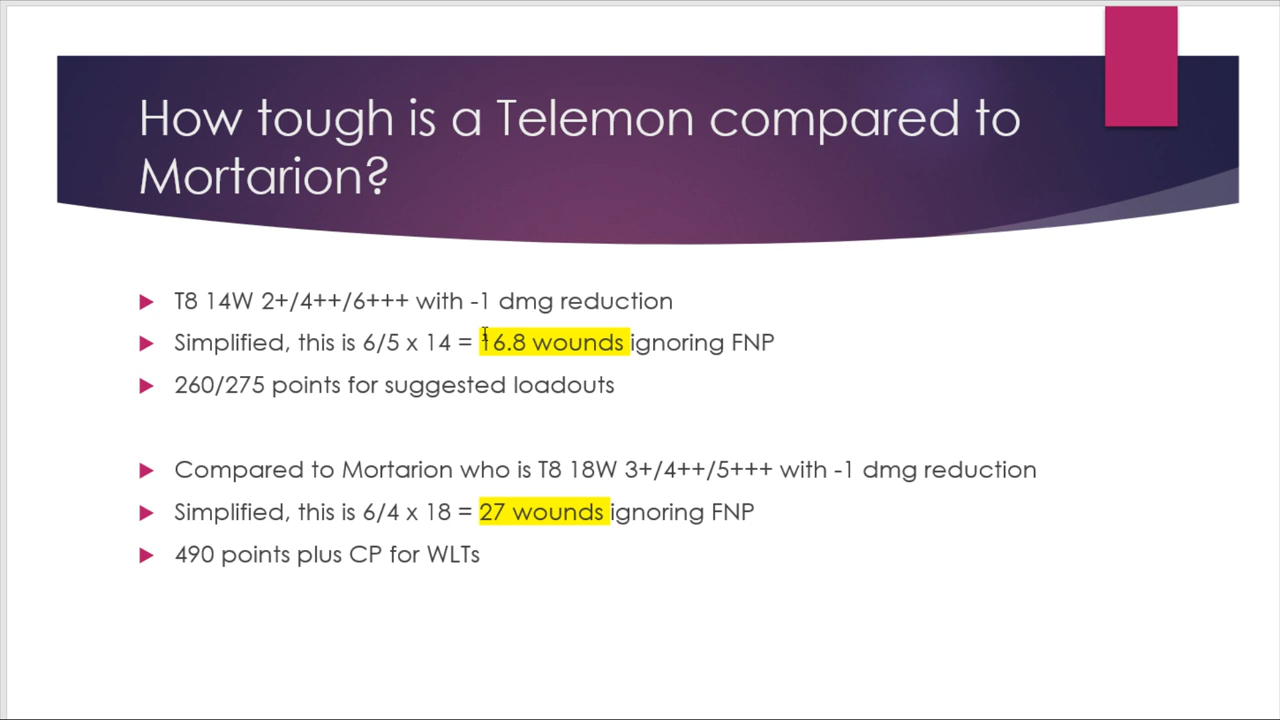 How tough is a Telemon compared to
Mortarion?
T8 14W 2+/4++/6+++ with -1 dmg reduction
Simplified, this is 6/5 x 14 = 16.8 wounds ignoring FNP
260/275 points for suggested loadouts
Compared to Mortarion who is T8 18W 3+/4++/5+++ with -1 dmg reduction
Simplified, this is 6/4 x 18 = 27 wounds ignoring FNP
490 points plus CP for WLTs